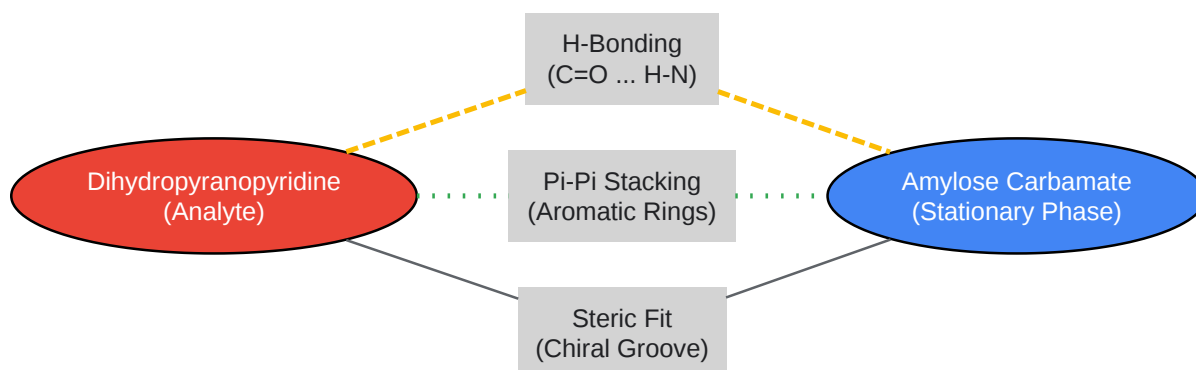 H-Bonding
(C=O ... H-N)
Dihydropyranopyridine
(Analyte)
Pi-Pi Stacking
(Aromatic Rings)
Amylose Carbamate
(Stationary Phase)
Steric Fit
(Chiral Groove)